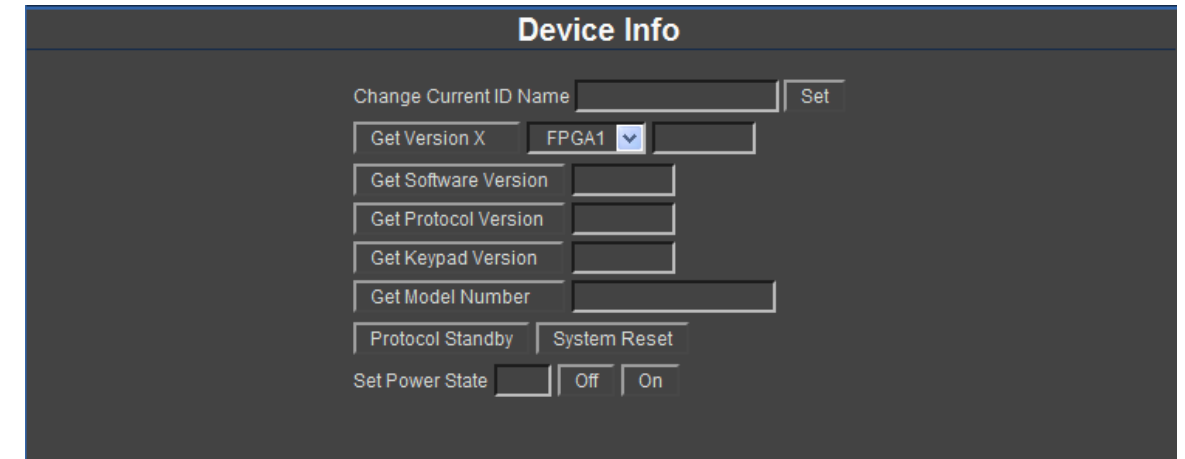 Device Info
Change Current ID Name Set
Get Version X FPGA1
Get Software Version
Get Protocol Version
Get Keypad Version
Get Model Number
Protocol Standby System Reset
Set Power State Off On